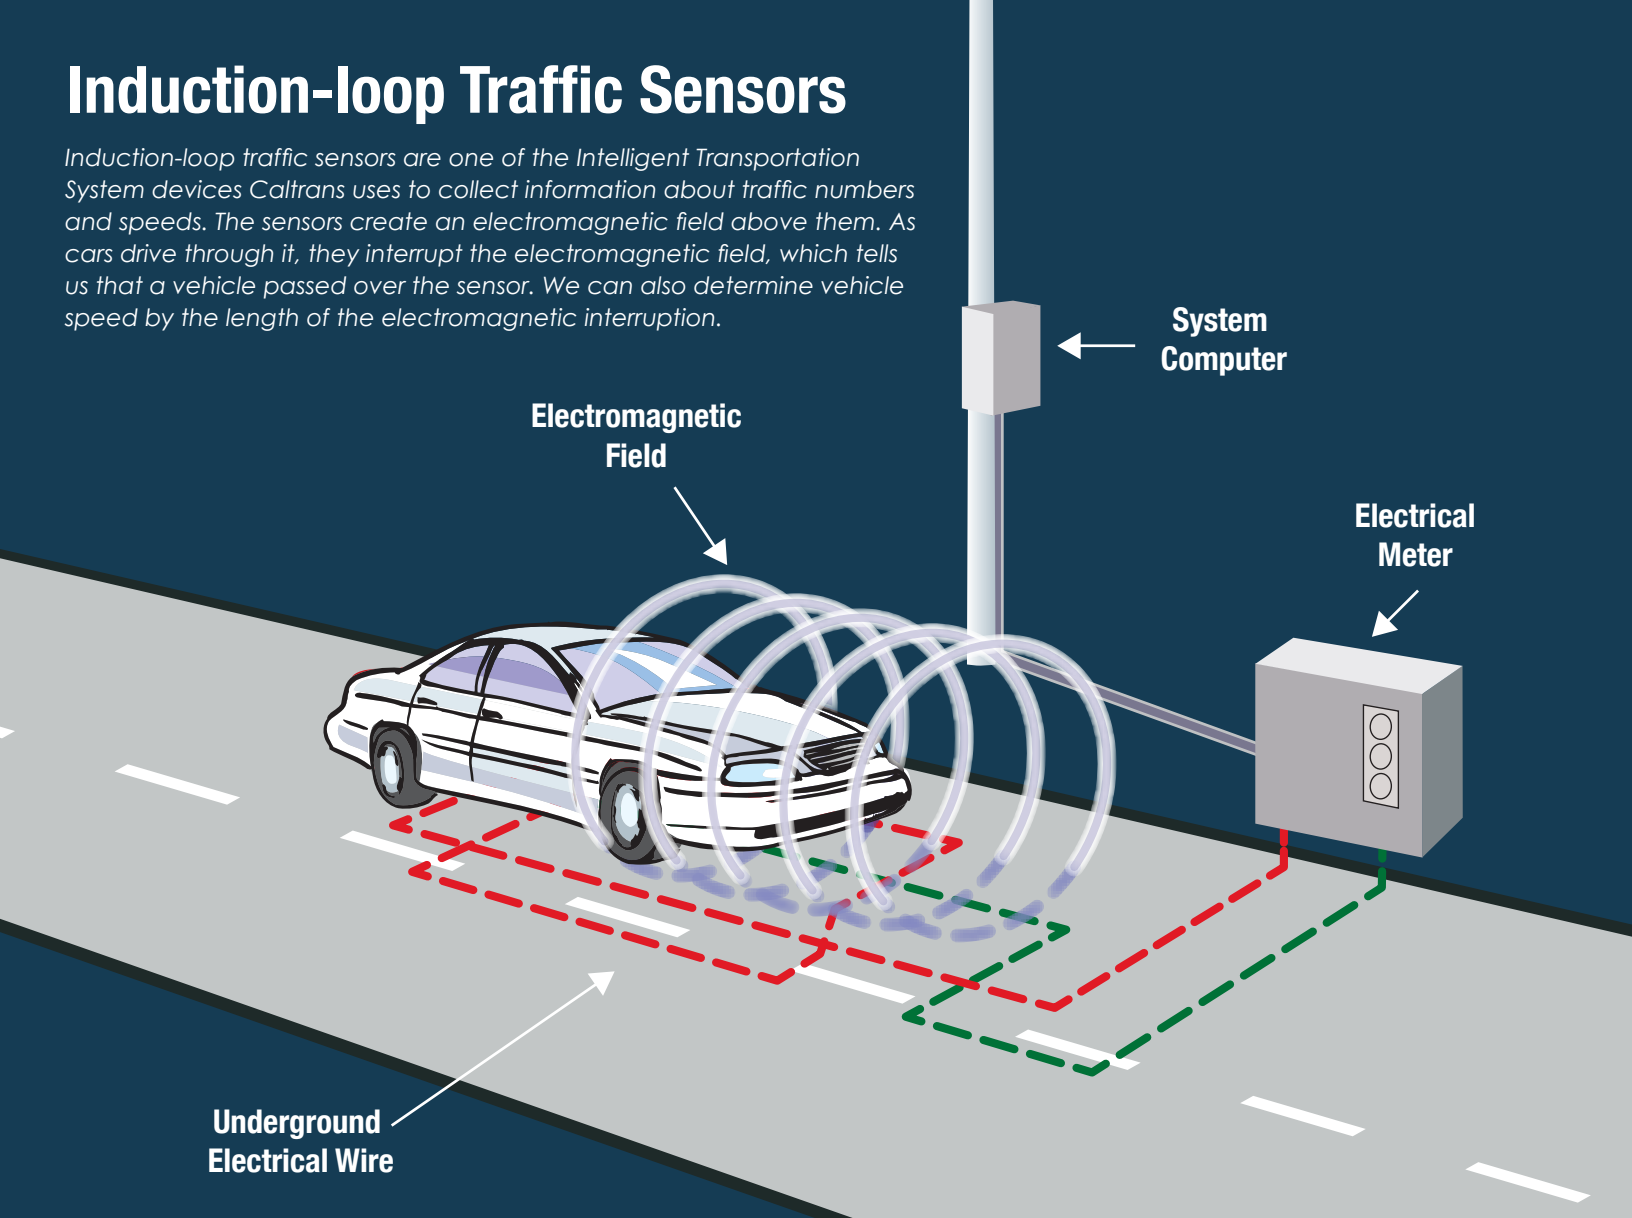 Induction-loop Traffic Sensors
Induction-loop traffic sensors are one of the Intelligent Transportation
System devices Caltrans uses to collect information about traffic numbers
and speeds. The sensors create an electromagnetic field above them. As
cars drive through it, they interrupt the electromagnetic field, which tells
us that a vehicle passed over the sensor. We can also determine vehicle
speed by the length of the electromagnetic interruption.
System
Computer
Electromagnetic
Field
Electrical
Meter
Underground
Electrical Wire